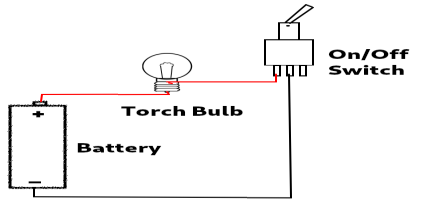 On/Off
Switch
Torch Bulb
+
Battery
−